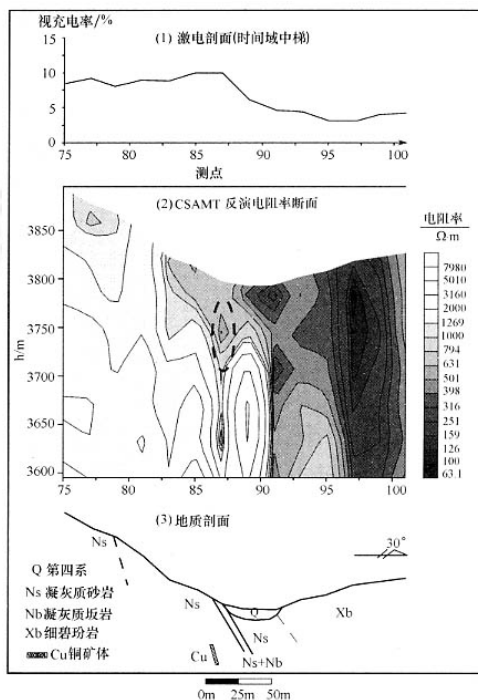 视充电率/%
(1) 激电剖面(时间域中梯)
15
10
5
0
75 80 85 90 95 100
测点
(2)CSAMT 反演电阻率断面
电阻率
Ω·m
3850
3800
3750
3700
3650
3600
h/m
7980
5010
3160
2000
1269
1000
794
631
501
398
316
251
159
126
100
63.1
75 80 85 90 95 100
(3)地质剖面
Ns
30°
Q 第四系
Ns 凝灰质砂岩
Nb凝灰质坂岩
Xb 细碧玢岩
Cu铜矿体
Ns
Q
Xb
Ns
Cu
Ns+Nb
0m 25m 50m